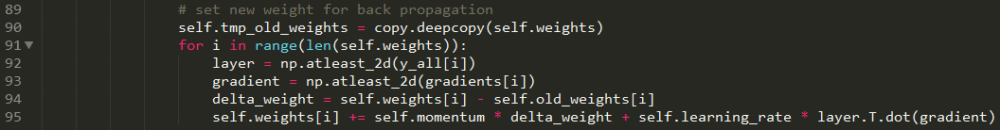 89 # set new weight for back propagation
90 self.tmp_old_weights = copy.deepcopy(self.weights)
91 for i in range(len(self.weights)):
92 layer = np.atleast_2d(y_all[i])
93 gradient = np.atleast_2d(gradients[i])
94 delta_weight = self.weights[i] - self.old_weights[i]
95 self.weights[i] += self.momentum * delta_weight + self.learning_rate * layer.T.dot(gradient)